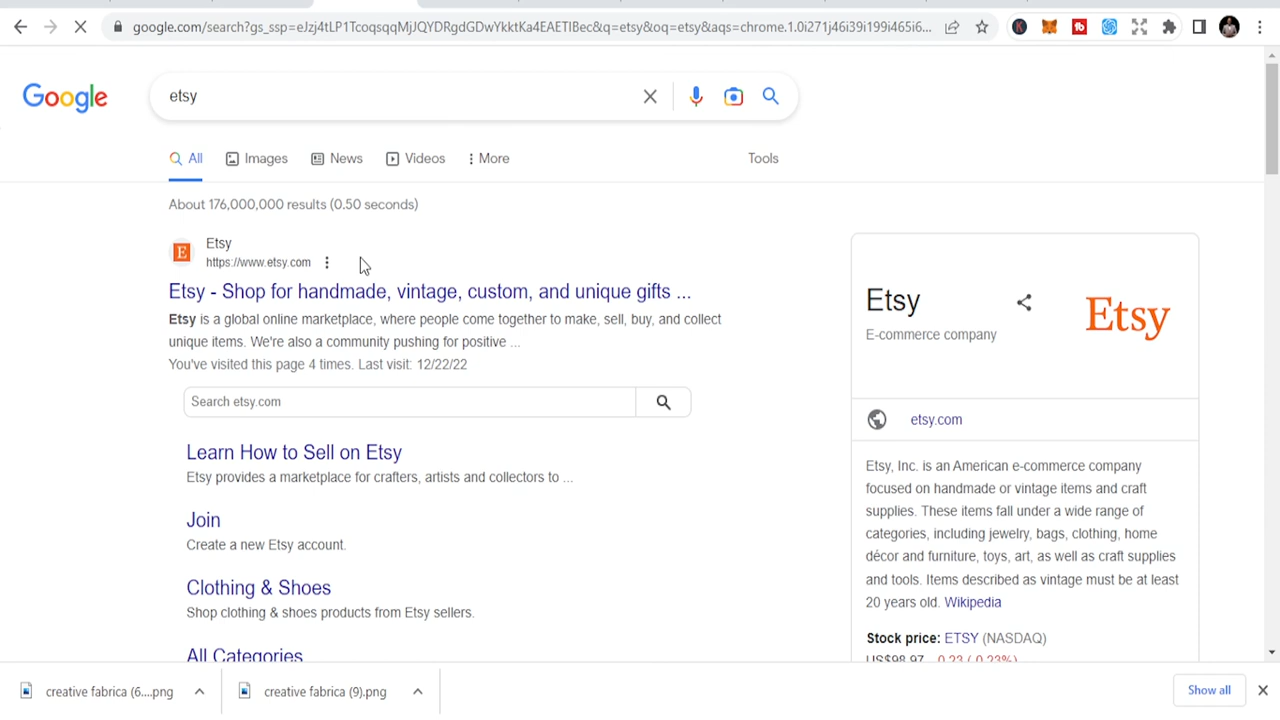 google.com/search?gs_ssp=eJzj4tLP1TcoqsgqMjJQYDRgdGDwYkktKa4EAETIBec&q=etsy&oq=etsy&aqs=chrome.1.0i271j46i39i199i465i6...
Google
etsy
All
Images
News
Videos
More
Tools
About 176,000,000 results (0.50 seconds)
Etsy
https://www.etsy.com
Etsy - Shop for handmade, vintage, custom, and unique gifts ...
Etsy is a global online marketplace, where people come together to make, sell, buy, and collect
unique items. We're also a community pushing for positive ...
You've visited this page 4 times. Last visit: 12/22/22
Search etsy.com
Learn How to Sell on Etsy
Etsy provides a marketplace for crafters, artists and collectors to ...
Join
Create a new Etsy account.
Clothing & Shoes
Shop clothing & shoes products from Etsy sellers.
All Categories
Etsy
E-commerce company
Etsy
etsy.com
Etsy, Inc. is an American e-commerce company
focused on handmade or vintage items and craft
supplies. These items fall under a wide range of
categories, including jewelry, bags, clothing, home
décor and furniture, toys, art, as well as craft supplies
and tools. Items described as vintage must be at least
20 years old. Wikipedia
Stock price: ETSY (NASDAQ)
US$98.97 -0.23 (-0.23%)
creative fabrica (6....png
creative fabrica (9).png
Show all